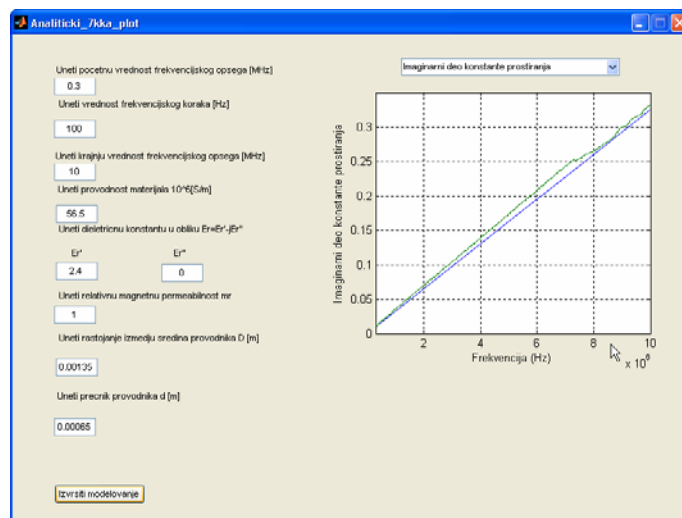 Analiticki_7kka_plot
Uneti pocetnu vrednost frekvencijskog opsega [MHz]
0.3
Uneti vrednost frekvencijskog koraka [Hz]
100
Uneti krajnju vrednost frekvencijskog opsega [MHz]
10
Uneti provodnost materijala 10^6[S/m]
56.5
Uneti dieletricnu konstantu u obliku Er=Er'-jEr''
Er' Er''
2.4 0
Uneti relativnu magnetnu permeabilnost mr
1
Uneti rastojanje izmedju sredina provodnika D [m]
0.00135
Uneti precnik provodnika d [m]
0.00065
Izvrsiti modelovanje
Imaginarni deo konstante prostiranja
Imaginarni deo konstante prostiranja
0.3
0.25
0.2
0.15
0.1
0.05
0
2 4 6 8 10
Frekvencija (Hz)
x 10^6